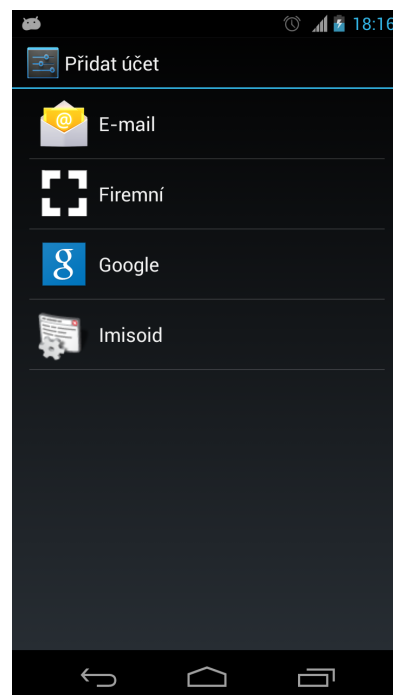 18:16
Přidat účet
@
E-mail
Firemní
g
Google
Imisoid